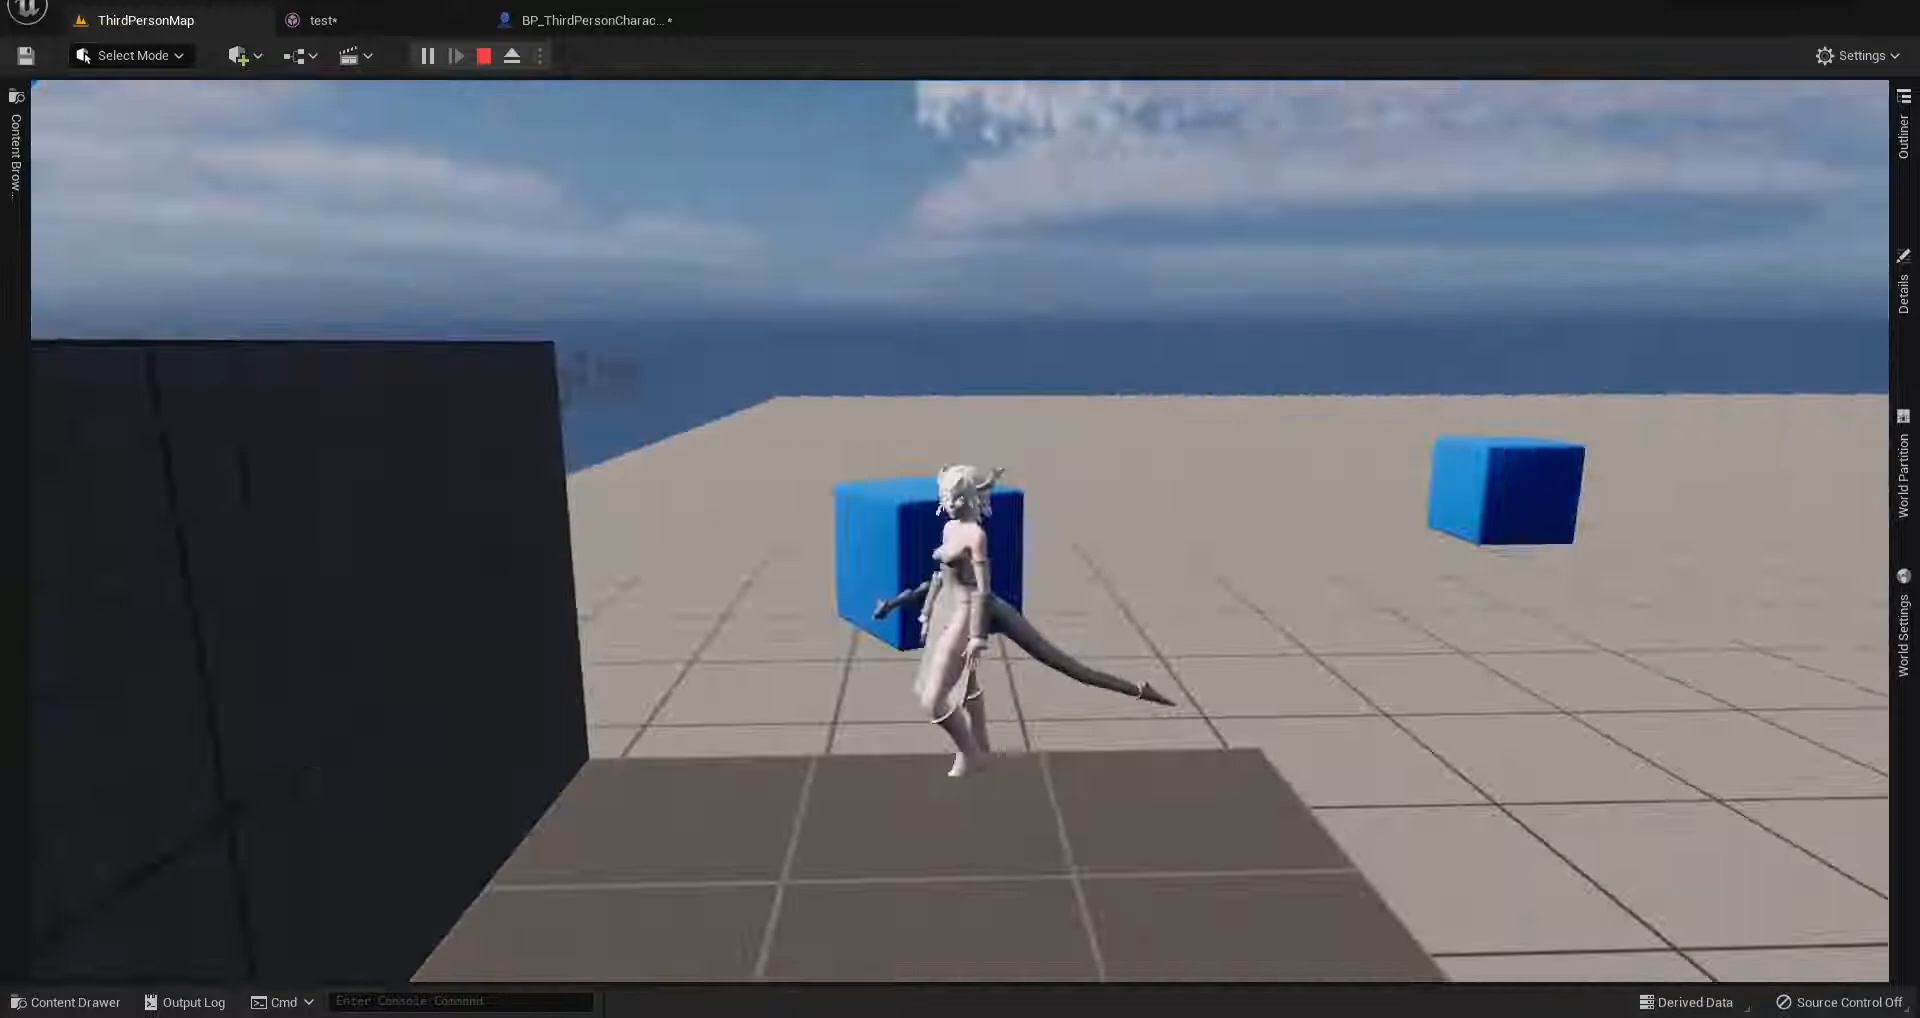 ThirdPersonMap
test*
BP_ThirdPersonCharac...*
Select Mode
Settings
Content Brow...
Outliner
Details
World Partition
World Settings
Content Drawer
Output Log
Cmd
Enter Console Command
Derived Data
Source Control Off